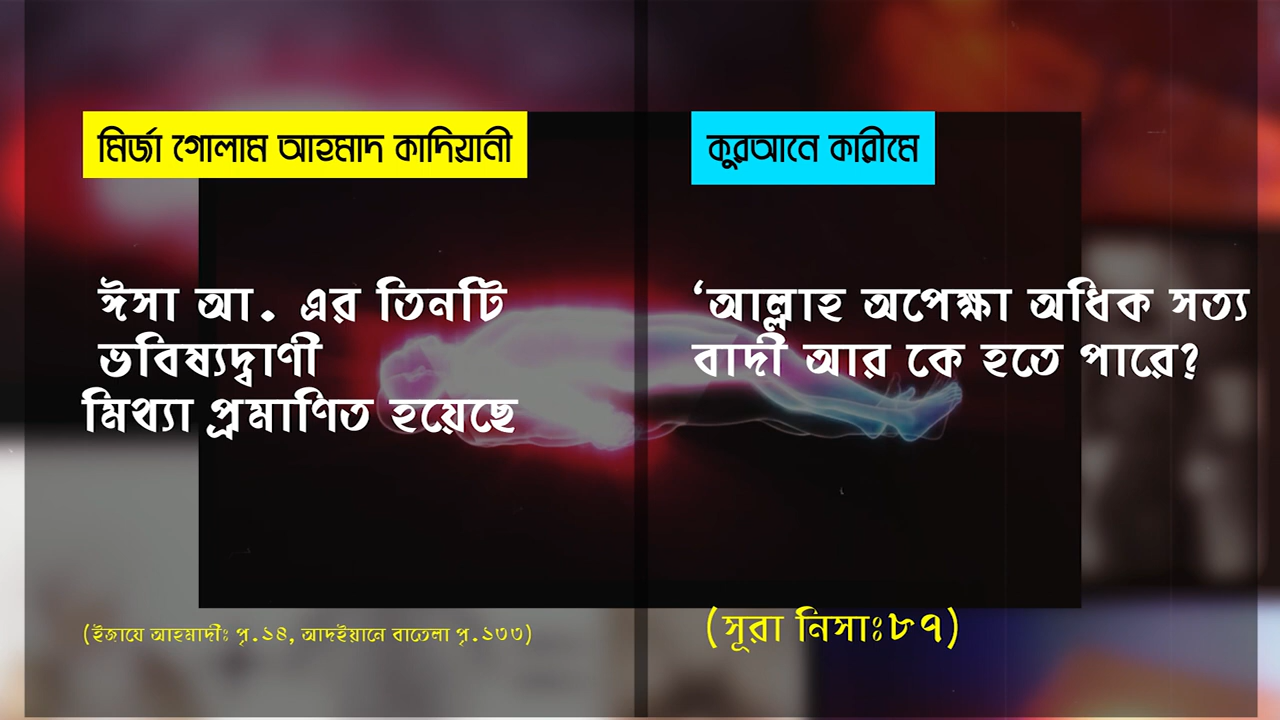 মির্জা গোলাম আহমাদ কাদিয়ানী
ঈসা আ. এর তিনটি
ভবিষ্যদ্বাণী
মিথ্যা প্রমাণিত হয়েছে
(ইজাযে আহমাদীঃ পৃ.১৪, আদইয়ানে বাতেলা পৃ.১৩৩)
কুরআনে কারীমে
‘আল্লাহ অপেক্ষা অধিক সত্য
বাদী আর কে হতে পারে?
(সূরা নিসাঃ৮৭)